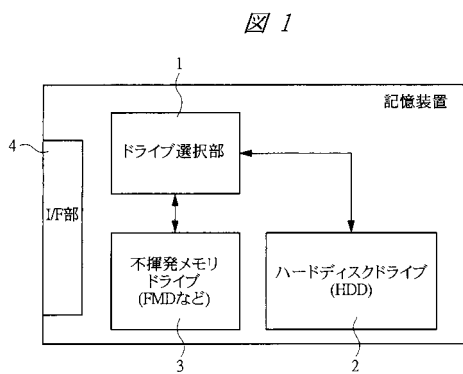 図 1
1
記憶装置
4
ドライブ選択部
I/F部
不揮発メモリ
ドライブ
(FMDなど)
ハードディスクドライブ
(HDD)
3
2